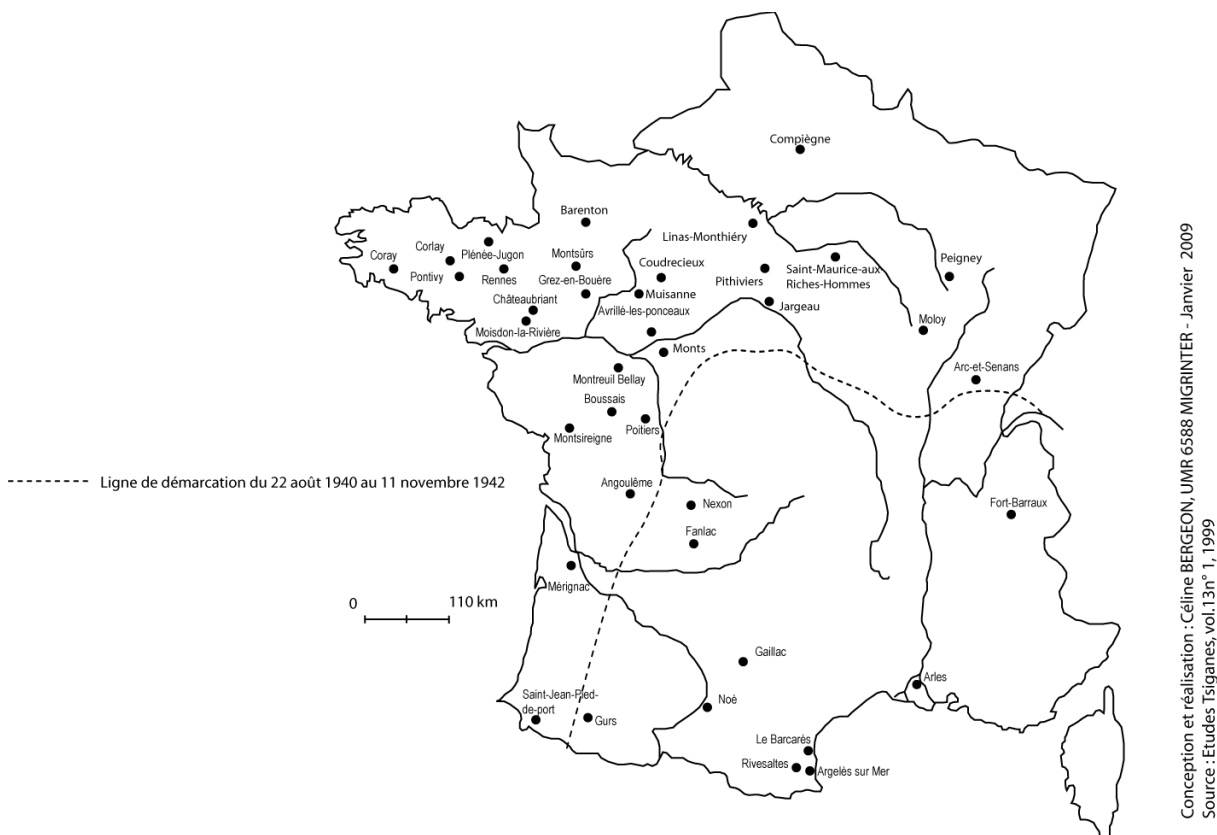 Compiègne
Barenton
Linas-Monthiéry
Plénée-Jugon
Corlay
Coray
Montsûrs
Coudrecieux
Peigney
Pontivy
Rennes
Grez-en-Bouère
Pithiviers
Saint-Maurice-aux
Riches-Hommes
Châteaubriant
Muisanne
Jargeau
Avrillé-les-ponceaux
Moisdon-la-Rivière
Moloy
Monts
Montreuil Bellay
Arc-et-Senans
Boussais
Poitiers
Montsireigne
Ligne de démarcation du 22 août 1940 au 11 novembre 1942
Angoulême
Nexon
Fort-Barraux
Fanlac
Mérignac
0 110 km
Gaillac
Arles
Saint-Jean-Pied-
de-port
Noè
Gurs
Le Barcarès
Rivesaltes
Argelès sur Mer
Conception et réalisation : Céline BERGEON, UMR 6588 MIGRINTER - Janvier 2009
Source : Etudes Tsiganes, vol.13n° 1, 1999